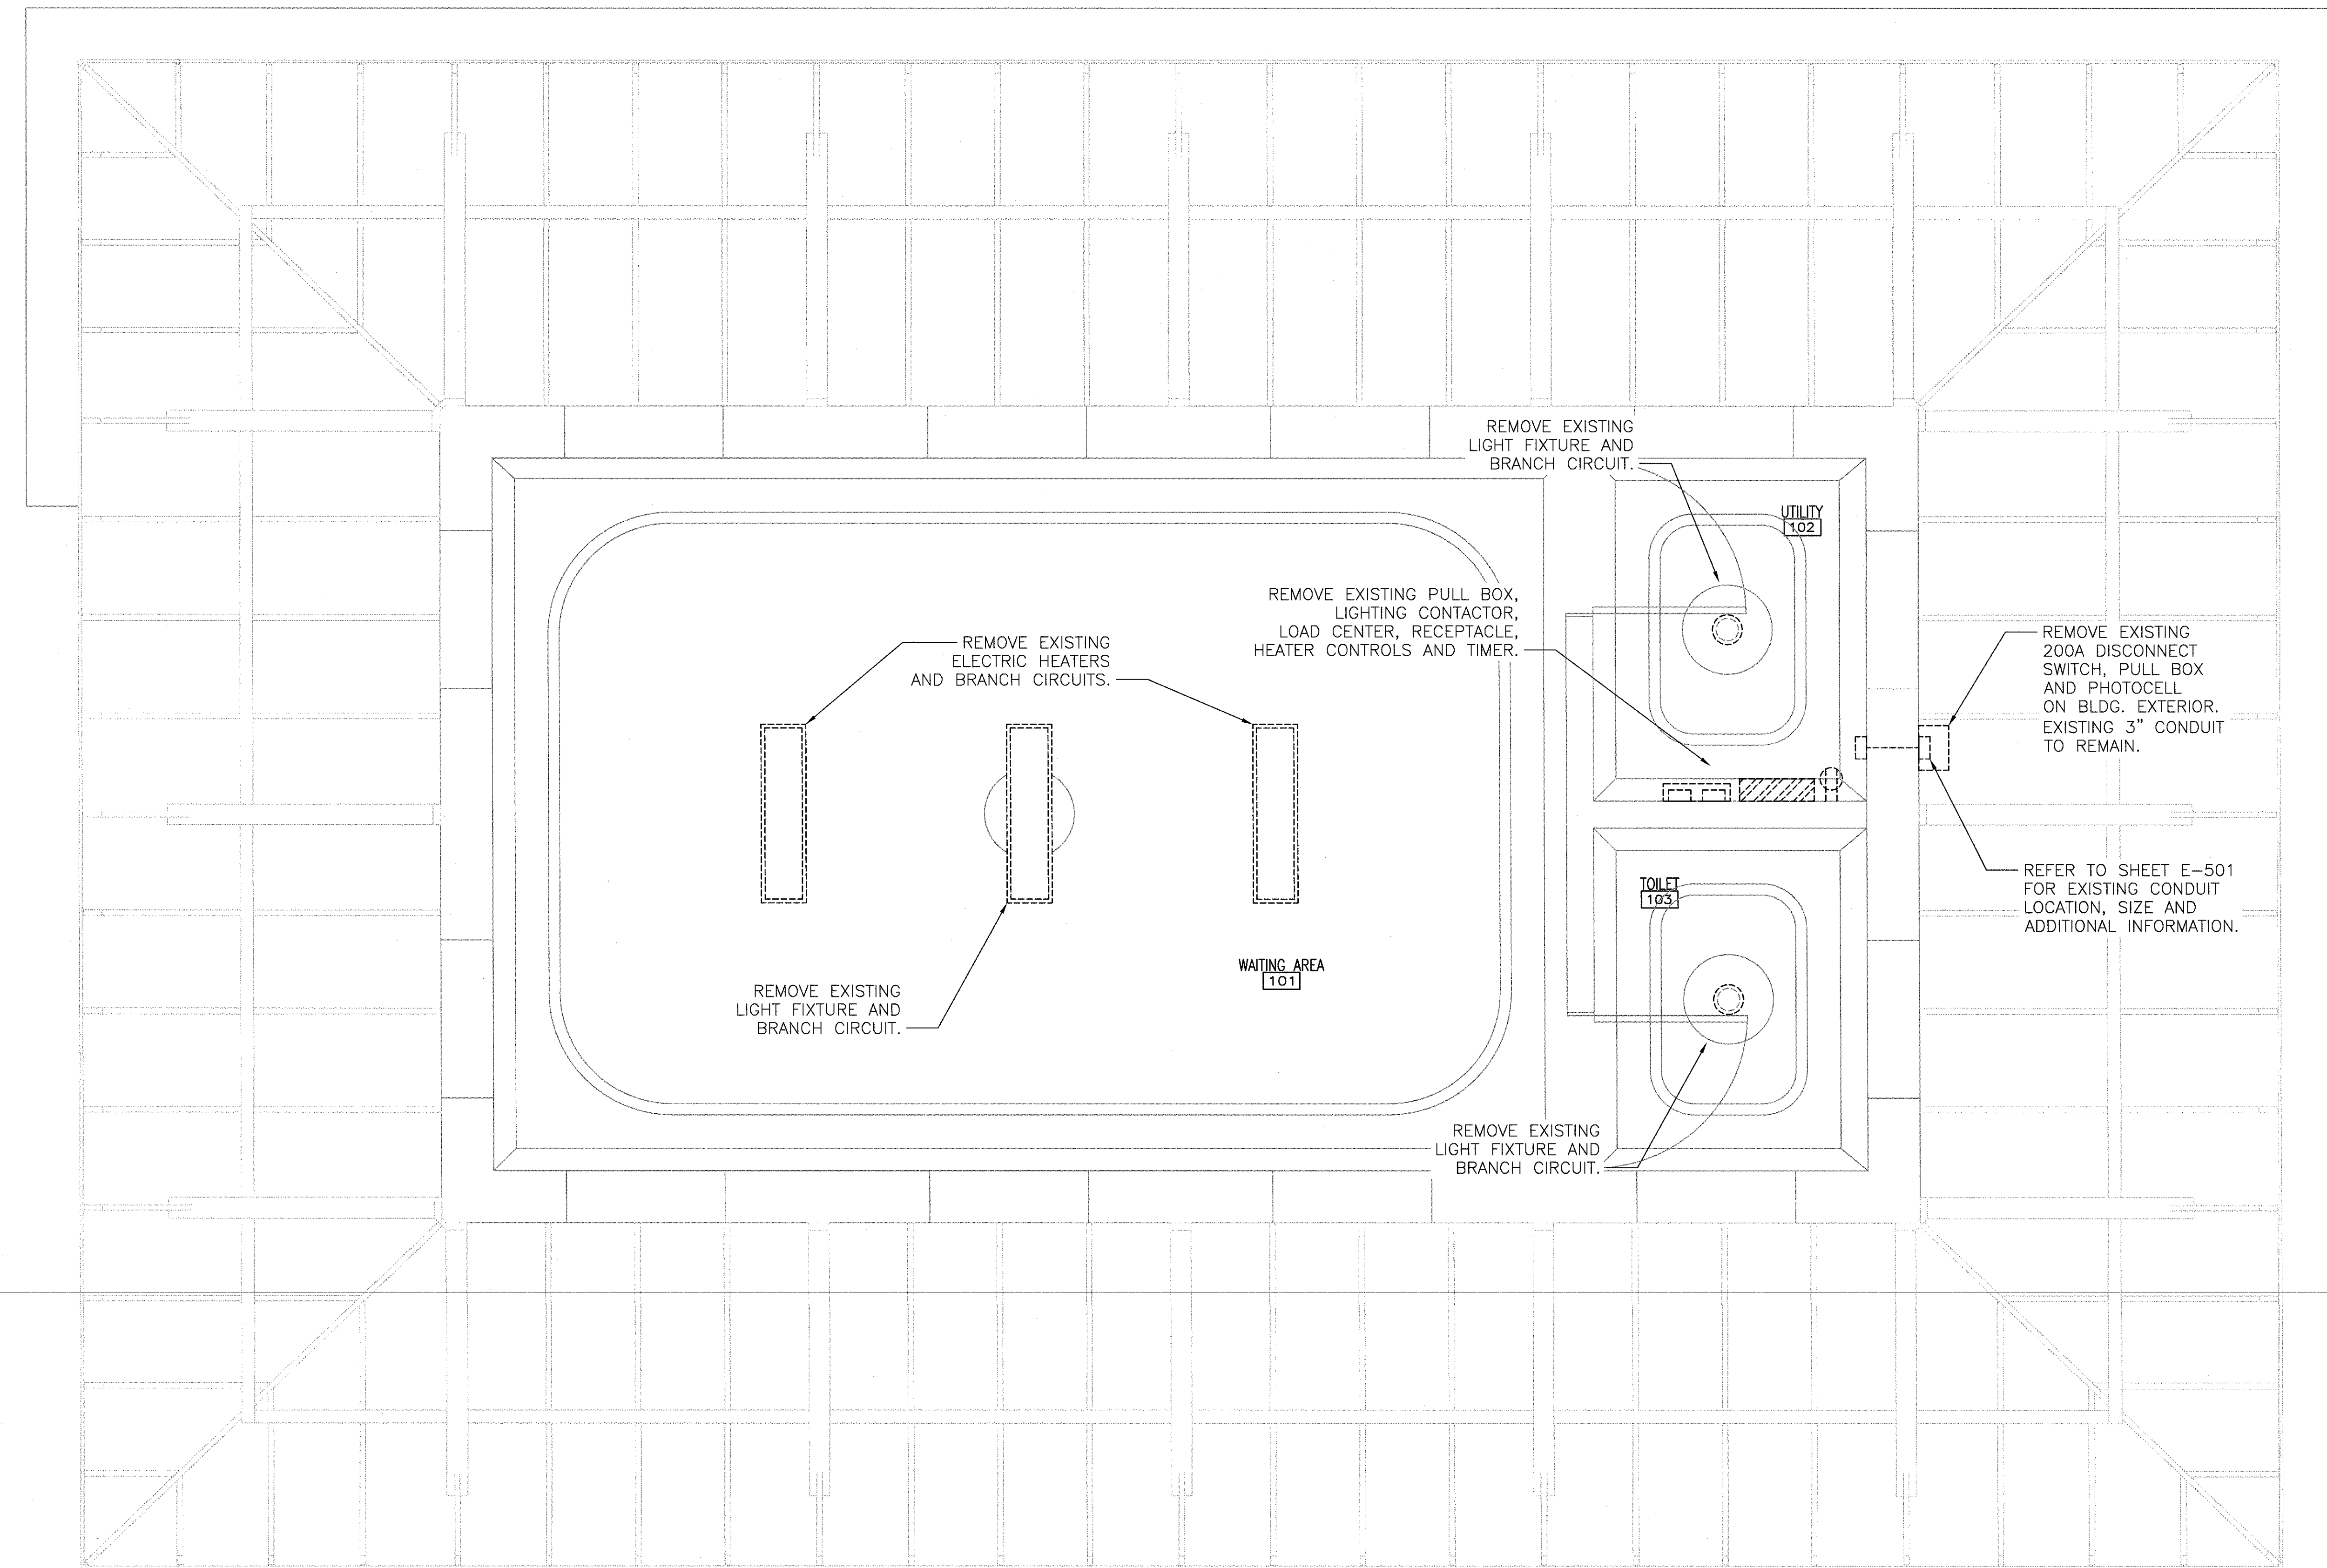 REMOVE EXISTING
LIGHT FIXTURE AND
BRANCH CIRCUIT.
UTILITY
102
REMOVE EXISTING PULL BOX,
LIGHTING CONTACTOR,
LOAD CENTER, RECEPTACLE,
HEATER CONTROLS AND TIMER.
REMOVE EXISTING
ELECTRIC HEATERS
AND BRANCH CIRCUITS.
REMOVE EXISTING
200A DISCONNECT
SWITCH, PULL BOX
AND PHOTOCELL
ON BLDG. EXTERIOR.
EXISTING 3" CONDUIT
TO REMAIN.
REFER TO SHEET E-501
FOR EXISTING CONDUIT
LOCATION, SIZE AND
ADDITIONAL INFORMATION.
TOILET
103
WAITING AREA
101
REMOVE EXISTING
LIGHT FIXTURE AND
BRANCH CIRCUIT.
REMOVE EXISTING
LIGHT FIXTURE AND
BRANCH CIRCUIT.